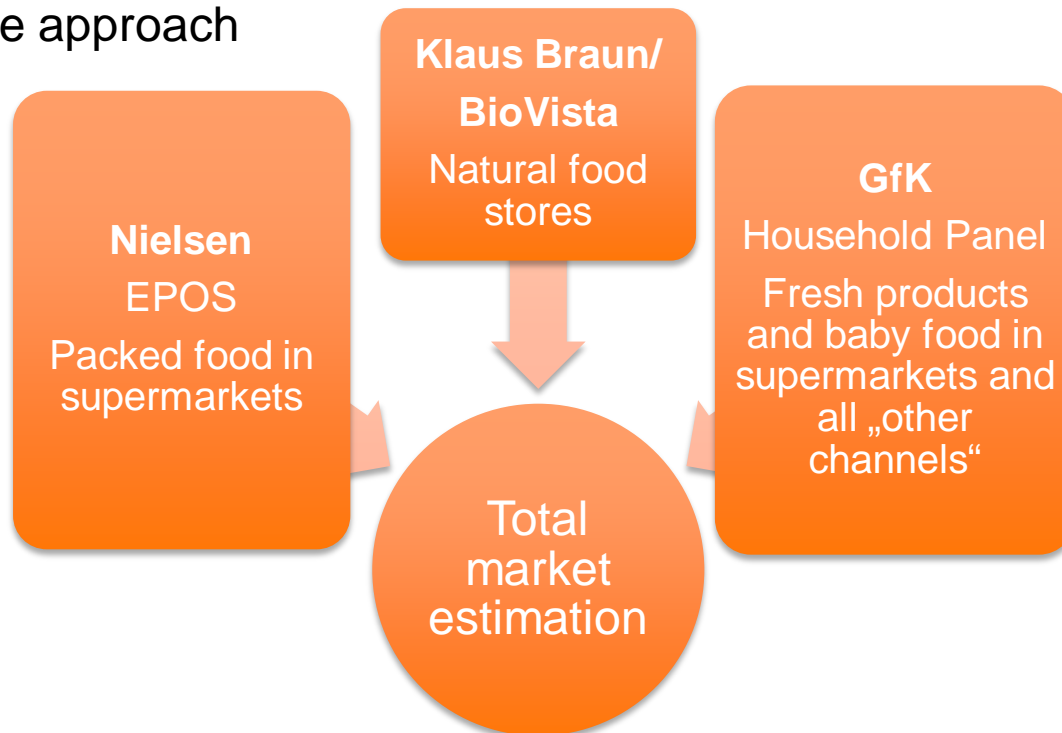 e approach
Klaus Braun/
BioVista
Natural food
stores
Nielsen
EPOS
Packed food in
supermarkets
GfK
Household Panel
Fresh products
and baby food in
supermarkets and
all „other
channels“
Total
market
estimation